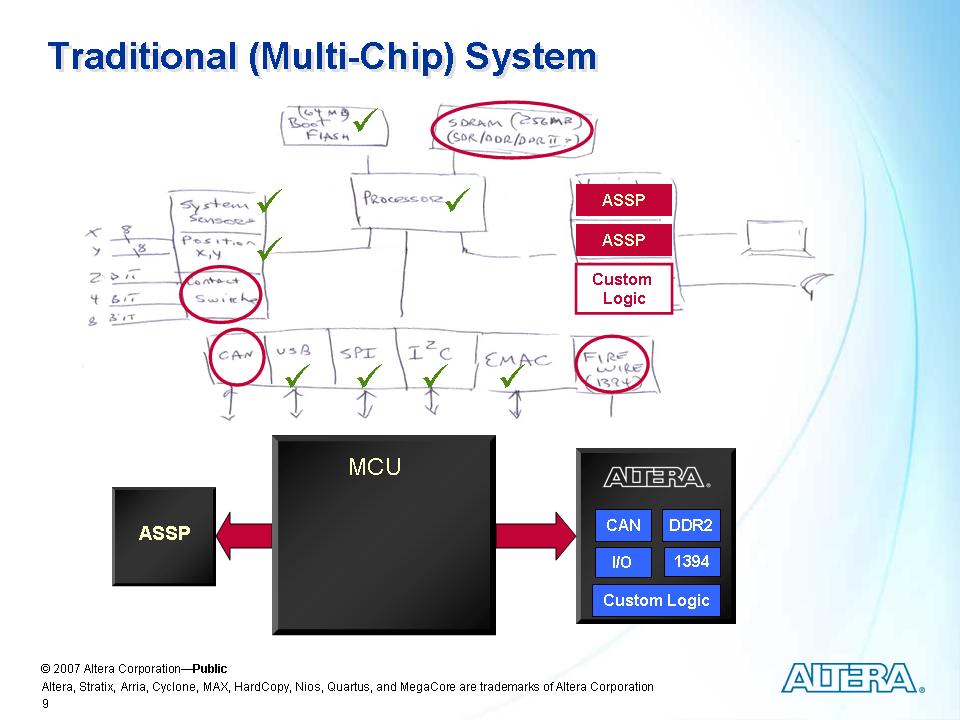 Traditional (Multi-Chip) System
(64 MB)
BOOT
FLASH
SDRAM (256MB)
(SDR/DDR/DDR II ?)
PROCESSOR
System
Sensors
Position
x,y
Contact
Switches
X 8
Y 8
2 BIT
4 BIT
8 BIT
ASSP
ASSP
Custom
Logic
CAN
USB
SPI
I²C
EMAC
FIRE
WIRE
(1394)
MCU
ASSP
ALTERA®
CAN DDR2
I/O 1394
Custom Logic
© 2007 Altera Corporation—Public
Altera, Stratix, Arria, Cyclone, MAX, HardCopy, Nios, Quartus, and MegaCore are trademarks of Altera Corporation
9
ALTERA®